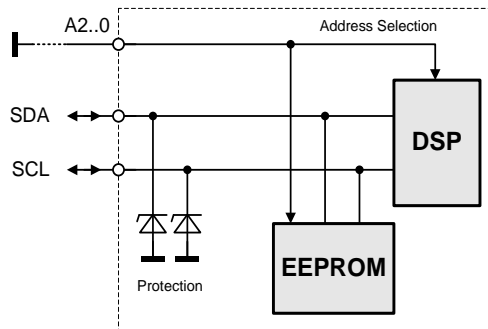 A2..0
Address Selection
SDA
DSP
SCL
EEPROM
Protection